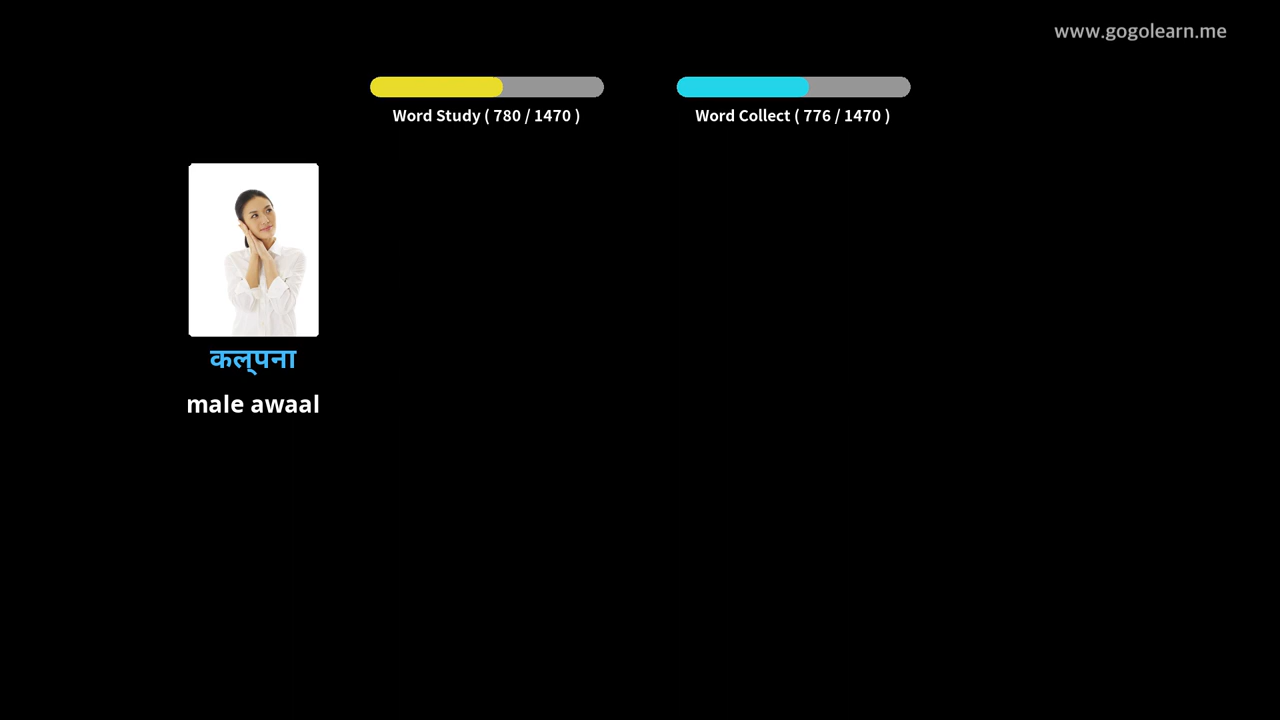 www.gogolearn.me
Word Study ( 780 / 1470 )
Word Collect ( 776 / 1470 )
कल्‌पना
male awaal